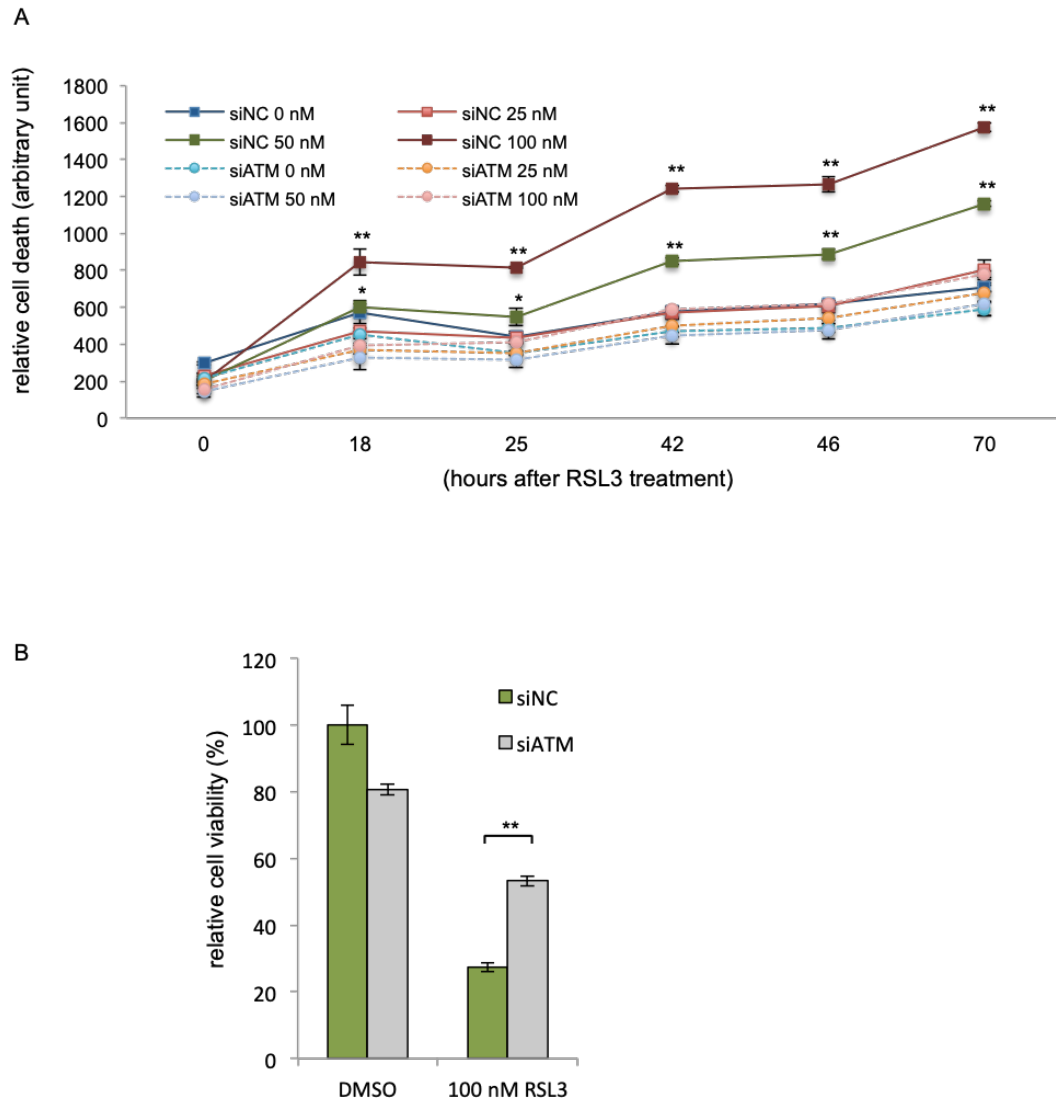 A
relative cell death (arbitrary unit)
1800
1600
1400
1200
1000
800
600
400
200
0
siNC 0 nM
siNC 25 nM
siNC 50 nM
siNC 100 nM
siATM 0 nM
siATM 25 nM
siATM 50 nM
siATM 100 nM
**
*
**
*
**
**
**
**
**
**
0 18 25 42 46 70
(hours after RSL3 treatment)
B
relative cell viability (%)
120
100
80
60
40
20
0
siNC
siATM
**
DMSO 100 nM RSL3